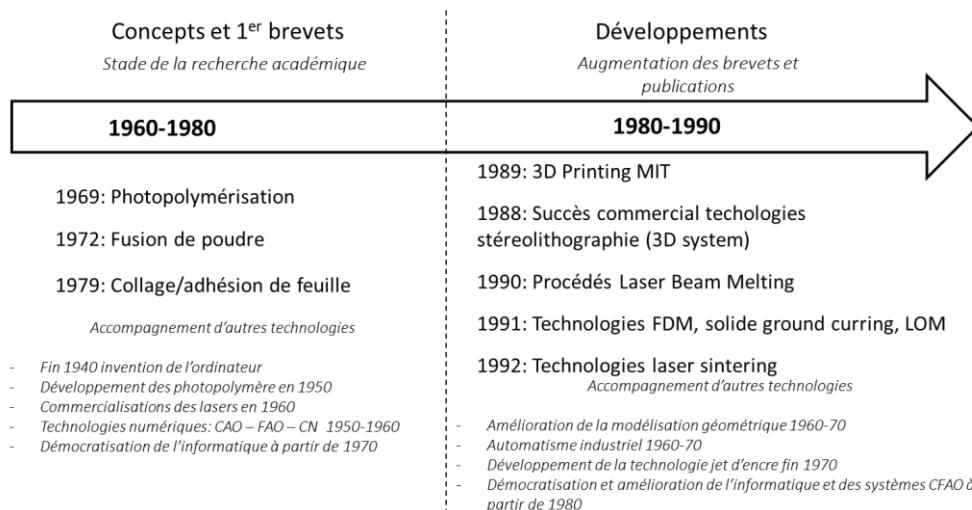 Concepts et 1er brevets
Stade de la recherche académique
1960-1980
1969: Photopolymérisation
1972: Fusion de poudre
1979: Collage/adhésion de feuille
Accompagnement d'autres technologies
- Fin 1940 invention de l'ordinateur
- Développement des photopolymère en 1950
- Commercialisations des lasers en 1960
- Technologies numériques: CAO – FAO – CN 1950-1960
- Démocratisation de l'informatique à partir de 1970
Développements
Augmentation des brevets et
publications
1980-1990
1989: 3D Printing MIT
1988: Succès commercial techologies
stéreolithographie (3D system)
1990: Procédés Laser Beam Melting
1991: Technologies FDM, solide ground curring, LOM
1992: Technologies laser sintering
Accompagnement d'autres technologies
- Amélioration de la modélisation géométrique 1960-70
- Automatisme industriel 1960-70
- Développement de la technologie jet d'encre fin 1970
- Démocratisation et amélioration de l'informatique et des systèmes CFAO à
partir de 1980